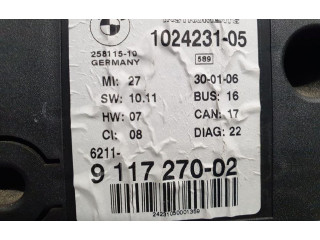 1024231-05
258115-10
GERMANY
589
MI: 27
30-01-06
SW: 10.11
BUS: 16
HW: 07
CAN: 17
CI: 08
DIAG: 22
6211-
9 117 270-02